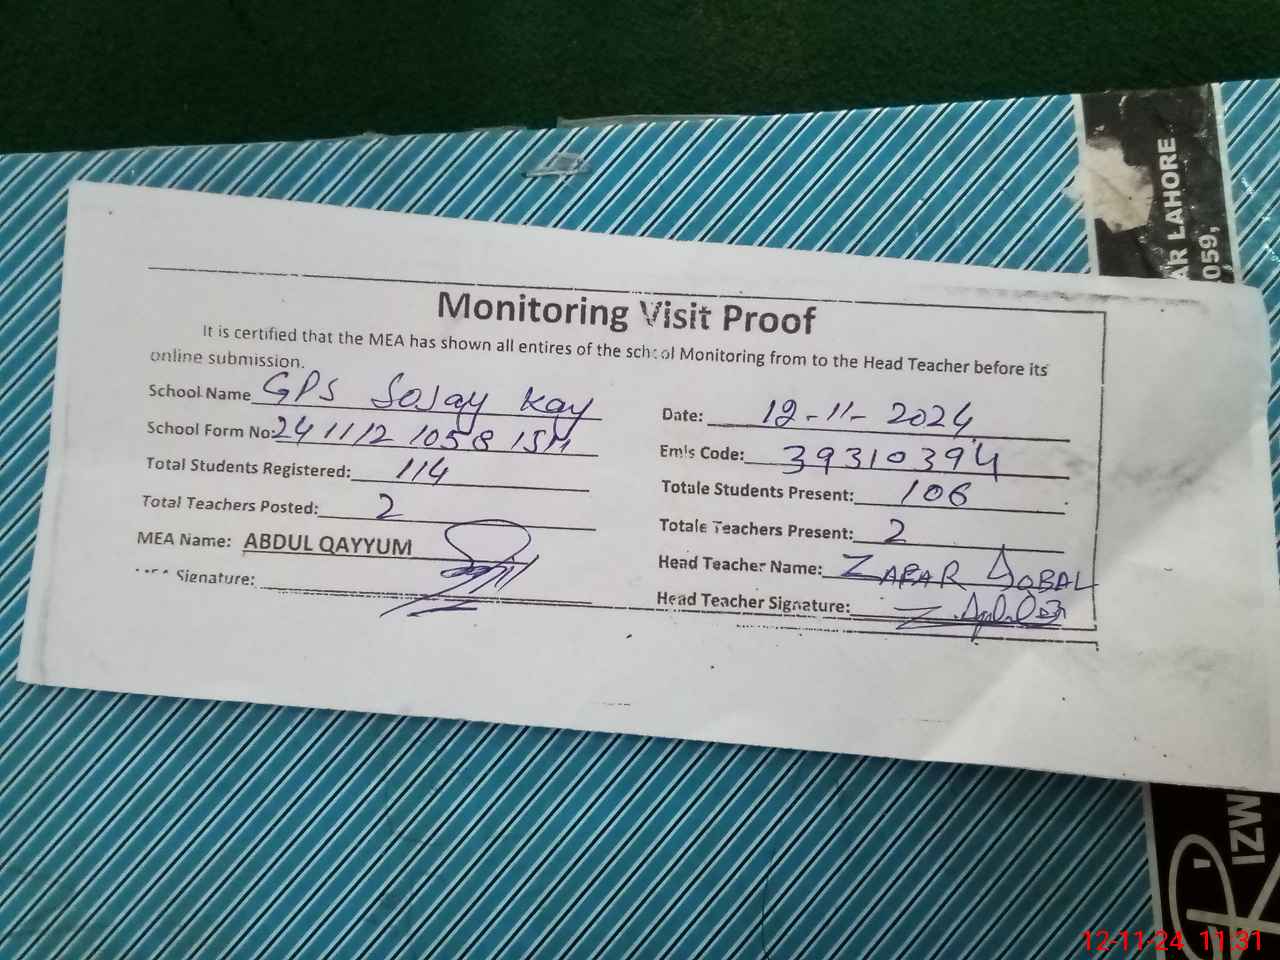 AR LAHORE
059,
Monitoring Visit Proof
It is certified that the MEA has shown all entires of the school Monitoring from to the Head Teacher before its
online submission.
School Name GPS Sojay Kay
Date: 12-11-2024
School Form No: 241112 1058 ISM
Emis Code: 39310394
Total Students Registered: 114
Totale Students Present: 106
Total Teachers Posted: 2
Totale Teachers Present: 2
MEA Name: ABDUL QAYYUM
Head Teacher Name: ZAFAR IQBAL
Signature:
Head Teacher Signature:
IZW
12-11-24 11:31